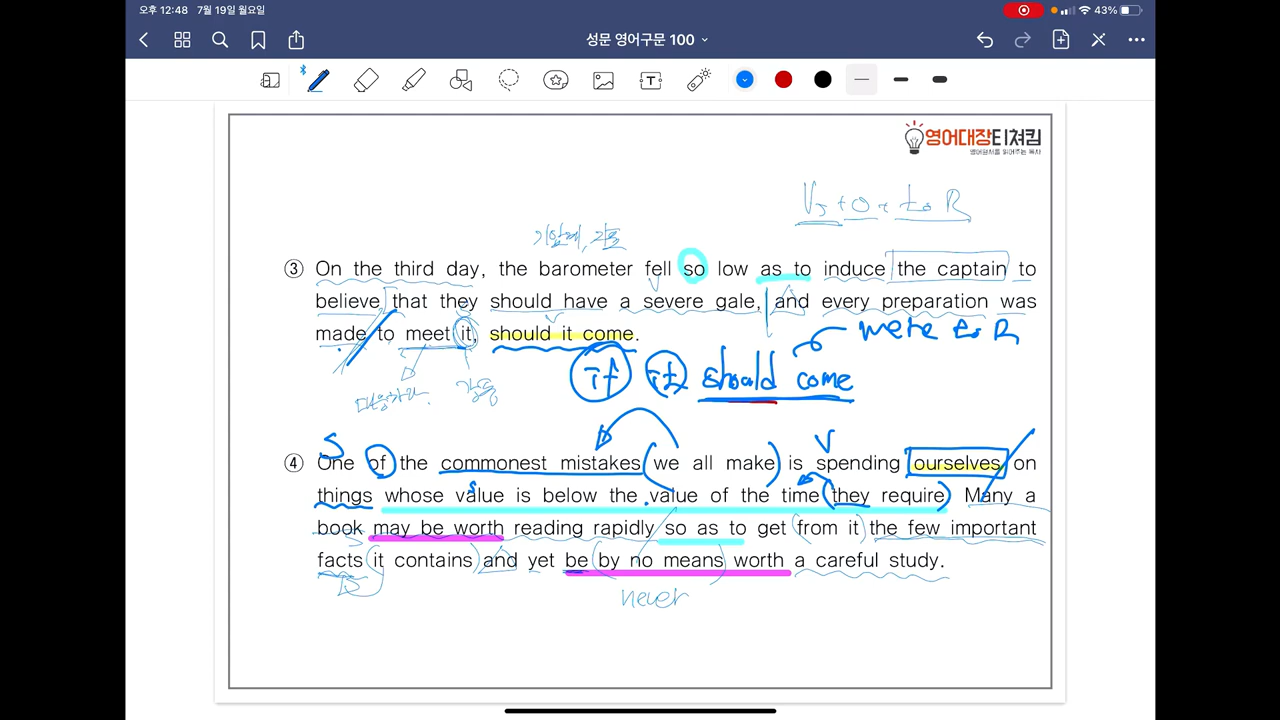 오후 12:48 7월 19일 월요일
43%
성문 영어구문 100
T
영어대장티쳐킴
V5 + O + to R
기압계, 자료
③ On the third day, the barometer fell so low as to induce the captain to
believe that they should have a severe gale, and every preparation was
made to meet it, should it come.
were to R
if it should come
대응하다
강풍
S V
④ One of the commonest mistakes (we all make) is spending ourselves on
s
things whose value is below the value of the time (they require) Many a
book may be worth reading rapidly so as to get (from it) the few important
facts (it contains) and yet be (by no means) worth a careful study.
never